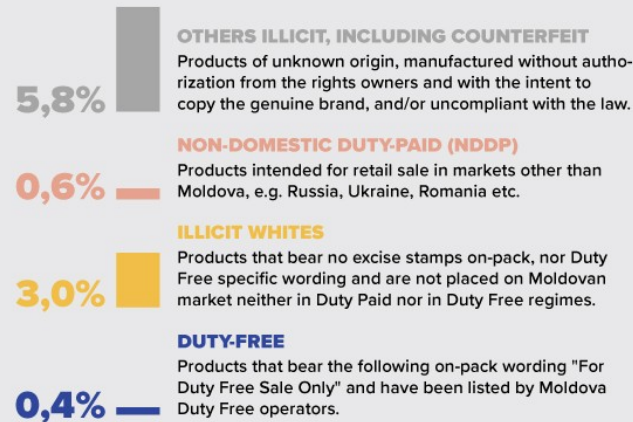 OTHERS ILLICIT, INCLUDING COUNTERFEIT
Products of unknown origin, manufactured without autho-
rization from the rights owners and with the intent to
copy the genuine brand, and/or uncompliant with the law.
5,8%
NON-DOMESTIC DUTY-PAID (NDDP)
Products intended for retail sale in markets other than
Moldova, e.g. Russia, Ukraine, Romania etc.
0,6%
ILLICIT WHITES
Products that bear no excise stamps on-pack, nor Duty
Free specific wording and are not placed on Moldovan
market neither in Duty Paid nor in Duty Free regimes.
3,0%
DUTY-FREE
Products that bear the following on-pack wording "For
Duty Free Sale Only" and have been listed by Moldova
Duty Free operators.
0,4%